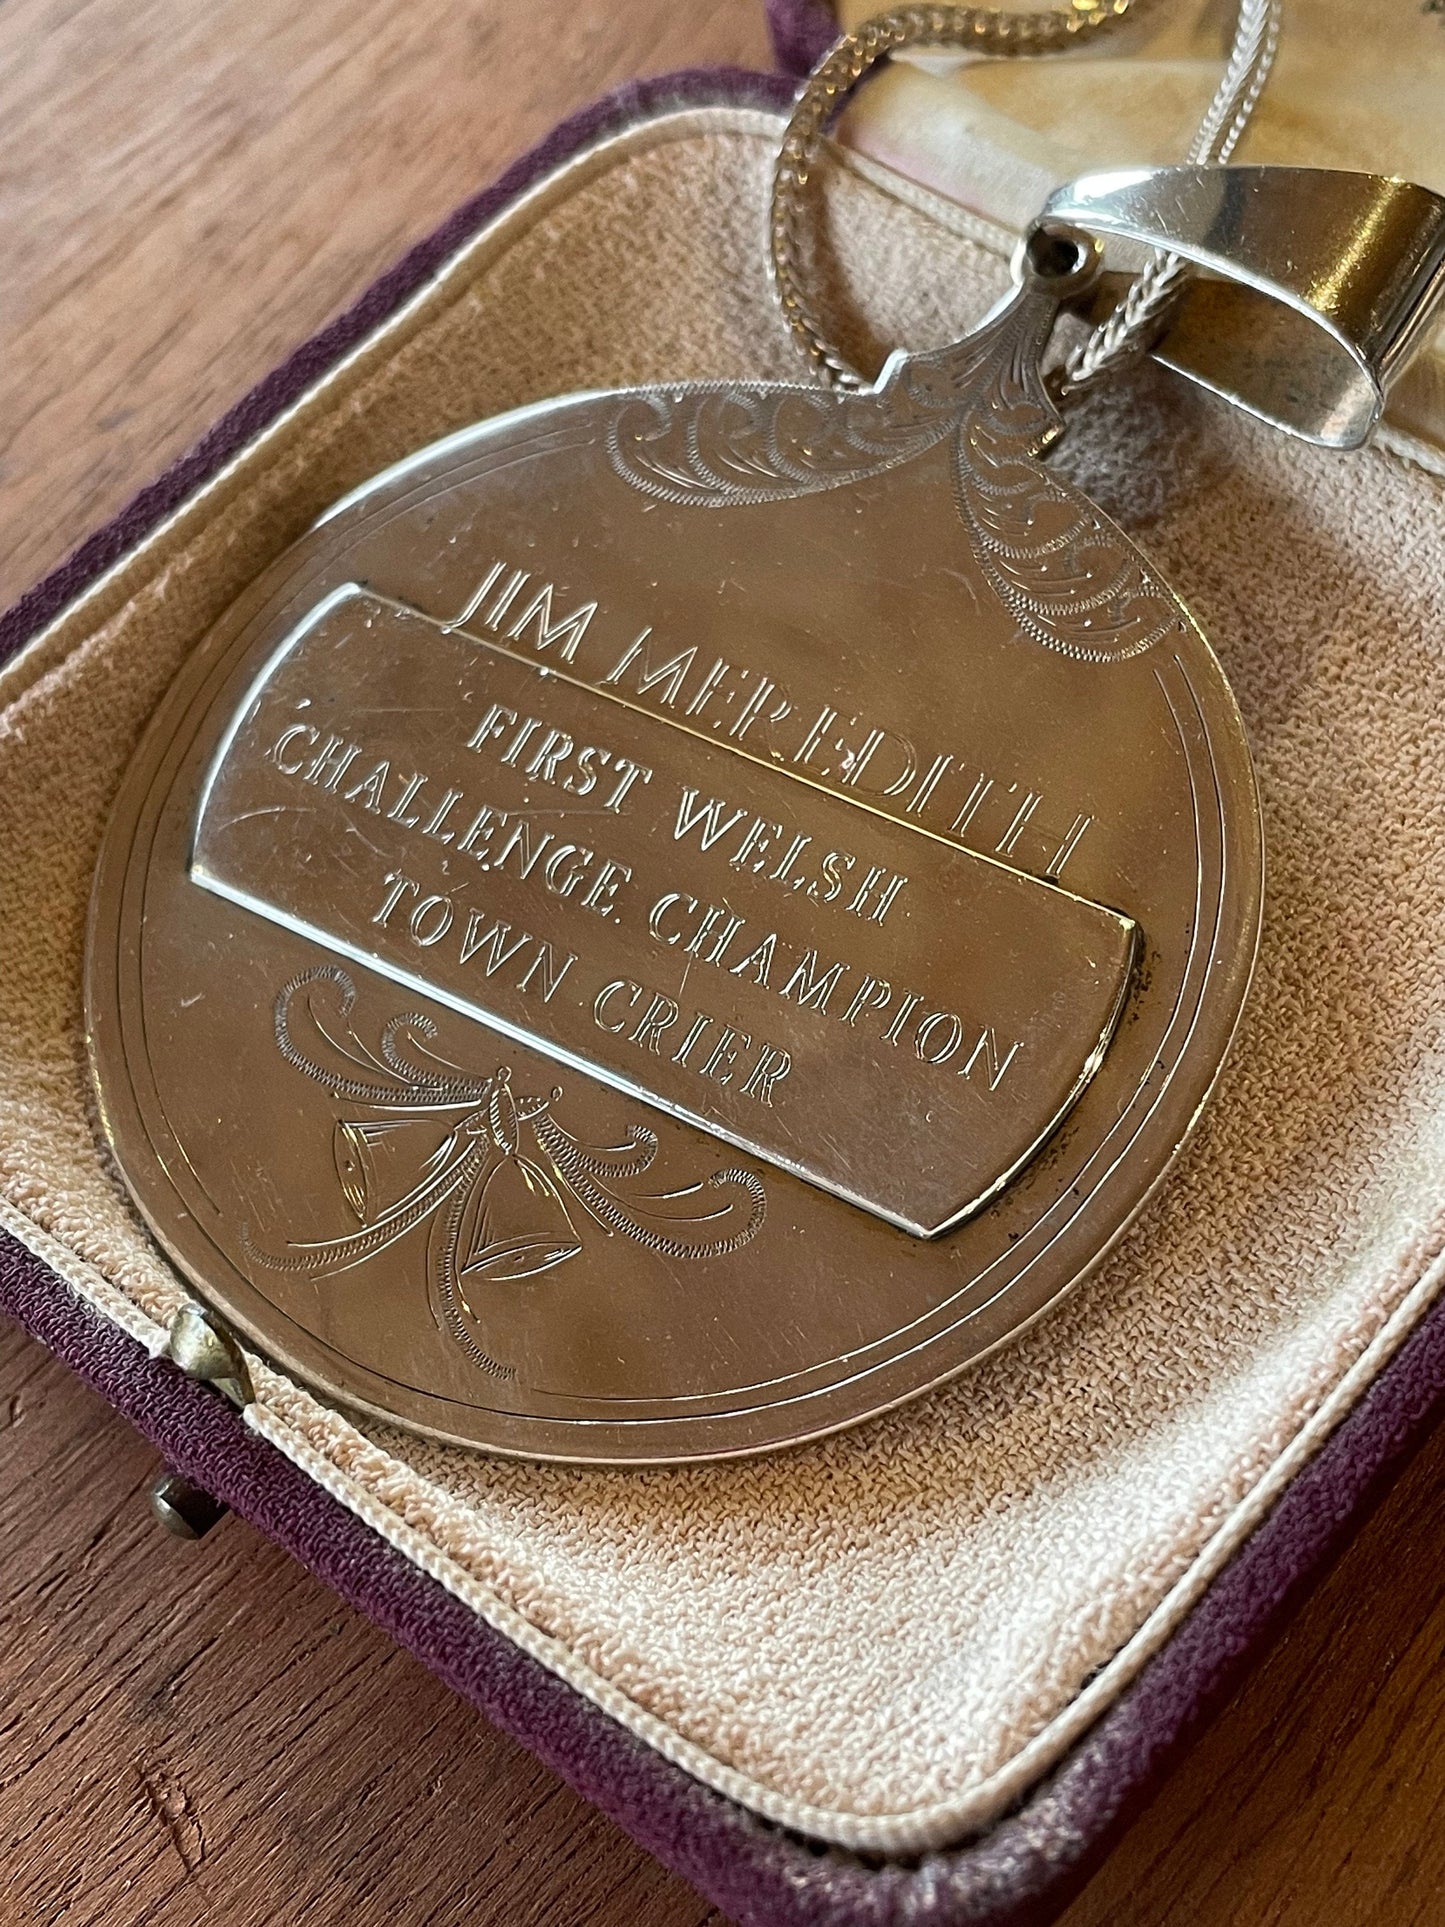 JIM MEREDITH
FIRST WELSH
CHALLENGE CHAMPION
TOWN CRIER